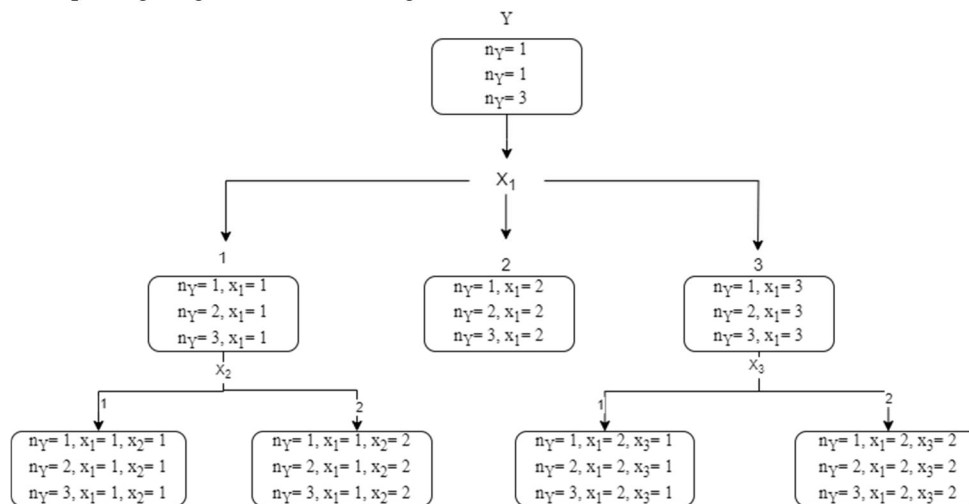 Y
nY= 1
nY= 1
nY= 3
X1
1
2
3
nY= 1, x1= 1
nY= 2, x1= 1
nY= 3, x1= 1
nY= 1, x1= 2
nY= 2, x1= 2
nY= 3, x1= 2
nY= 1, x1= 3
nY= 2, x1= 3
nY= 3, x1= 3
X2
X3
1
2
1
2
nY= 1, x1= 1, x2= 1
nY= 2, x1= 1, x2= 1
nY= 3, x1= 1, x2= 1
nY= 1, x1= 1, x2= 2
nY= 2, x1= 1, x2= 2
nY= 3, x1= 1, x2= 2
nY= 1, x1= 2, x3= 1
nY= 2, x1= 2, x3= 1
nY= 3, x1= 2, x3= 1
nY= 1, x1= 2, x3= 2
nY= 2, x1= 2, x3= 2
nY= 3, x1= 2, x3= 2